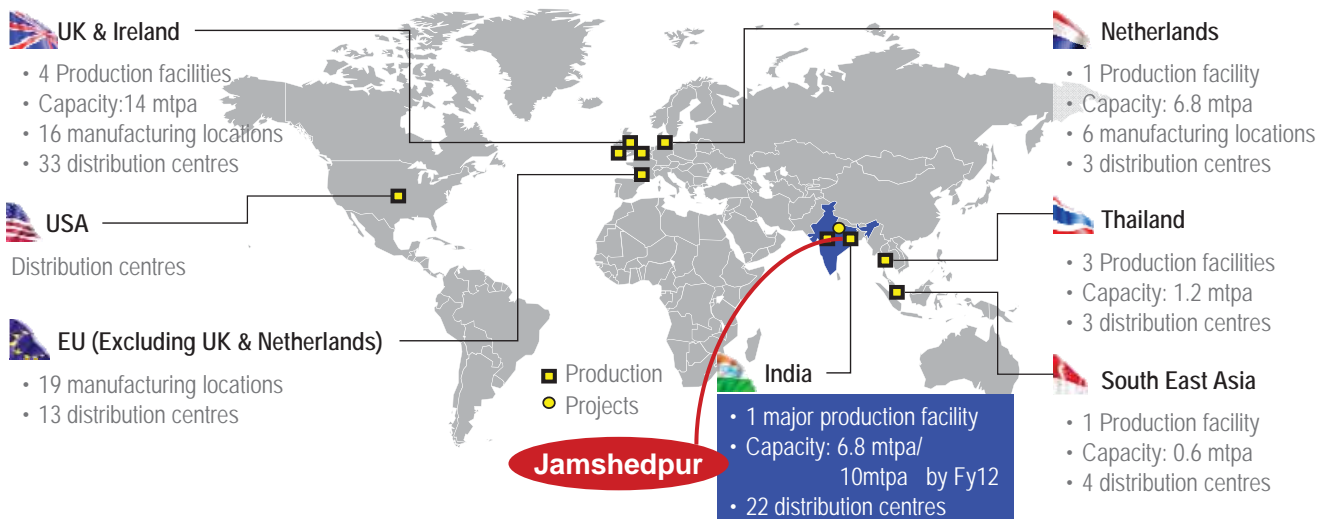 UK & Ireland
• 4 Production facilities
• Capacity:14 mtpa
• 16 manufacturing locations
• 33 distribution centres
USA
Distribution centres
EU (Excluding UK & Netherlands)
• 19 manufacturing locations
• 13 distribution centres
Production
Projects
Jamshedpur
India
• 1 major production facility
• Capacity: 6.8 mtpa/
10mtpa by Fy12
• 22 distribution centres
Netherlands
• 1 Production facility
• Capacity: 6.8 mtpa
• 6 manufacturing locations
• 3 distribution centres
Thailand
• 3 Production facilities
• Capacity: 1.2 mtpa
• 3 distribution centres
South East Asia
• 1 Production facility
• Capacity: 0.6 mtpa
• 4 distribution centres